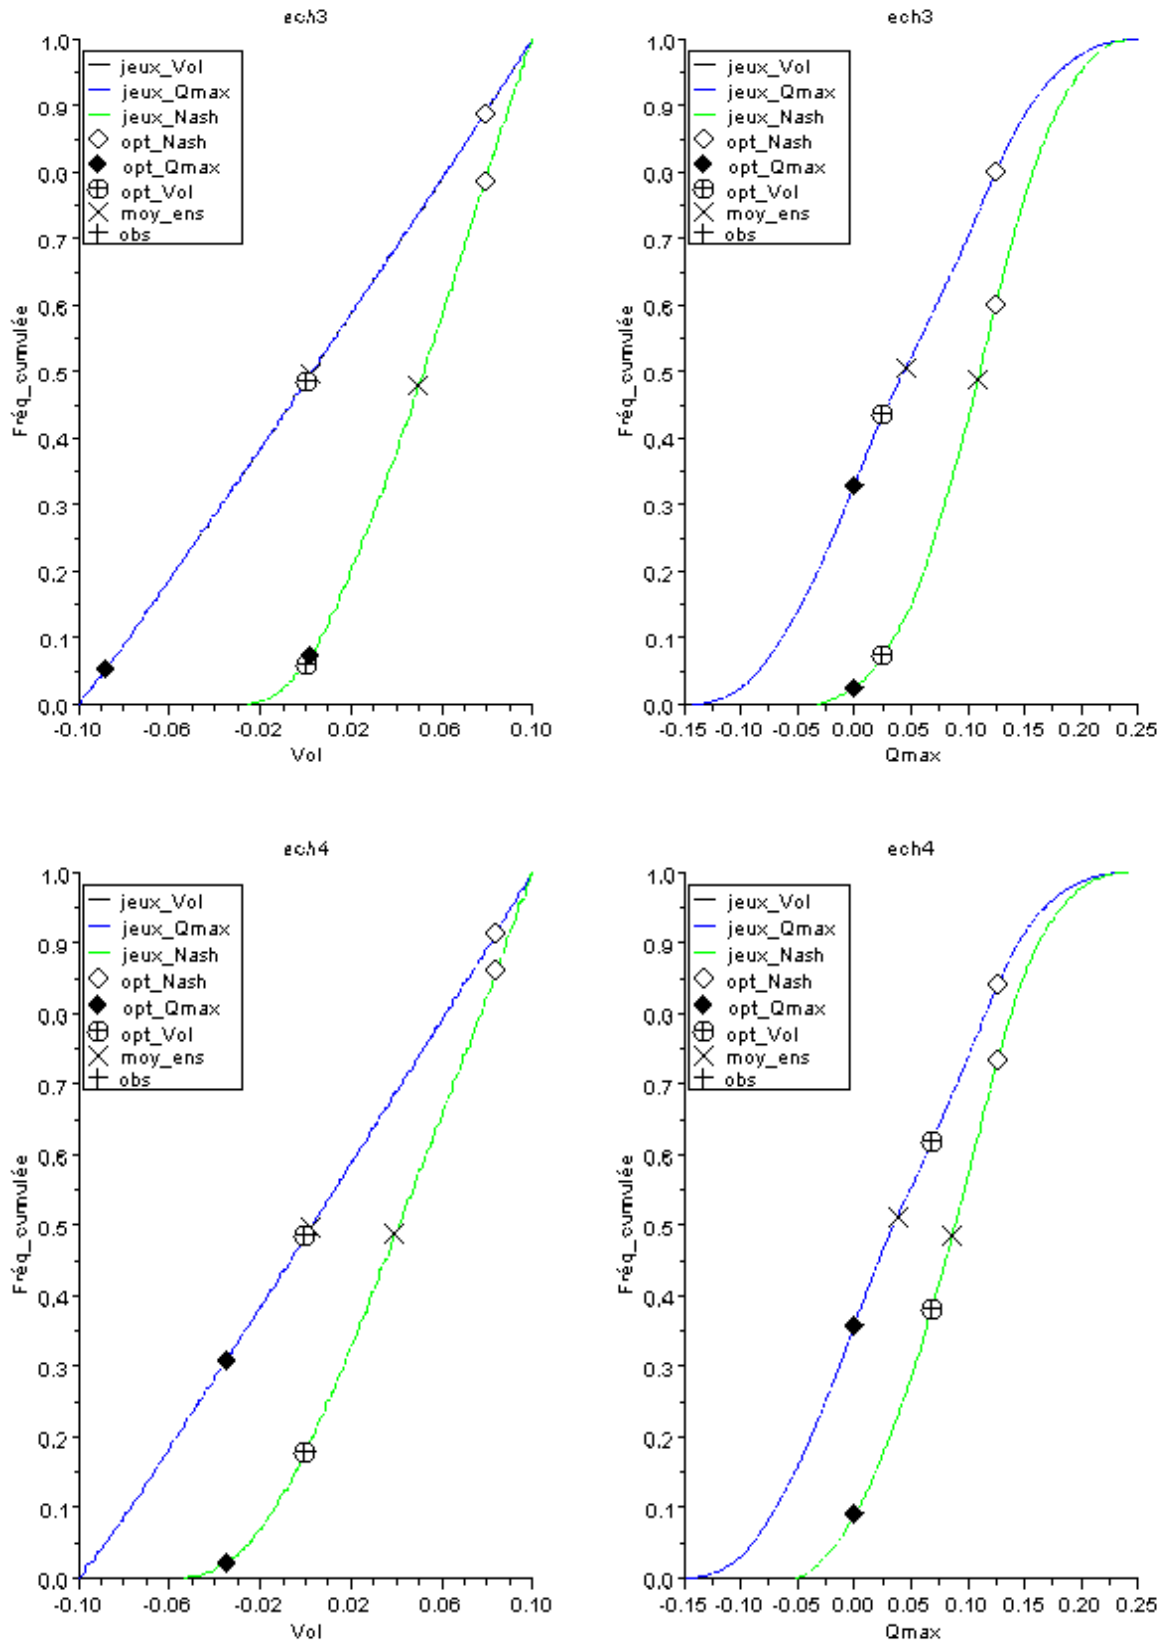 ech3
1.0
0.9
0.8
0.7
0.6
0.5
0.4
0.3
0.2
0.1
0.0
Fréq_cumulée
jeux_Vol
jeux_Qmax
jeux_Nash
opt_Nash
opt_Qmax
opt_Vol
moy_ens
obs
-0.10 -0.06 -0.02 0.02 0.06 0.10
Vol
ech3
1.0
0.9
0.8
0.7
0.6
0.5
0.4
0.3
0.2
0.1
0.0
Fréq_cumulée
jeux_Vol
jeux_Qmax
jeux_Nash
opt_Nash
opt_Qmax
opt_Vol
moy_ens
obs
-0.15 -0.10 -0.05 0.00 0.05 0.10 0.15 0.20 0.25
Qmax
ech4
1.0
0.9
0.8
0.7
0.6
0.5
0.4
0.3
0.2
0.1
0.0
Fréq_cumulée
jeux_Vol
jeux_Qmax
jeux_Nash
opt_Nash
opt_Qmax
opt_Vol
moy_ens
obs
-0.10 -0.06 -0.02 0.02 0.06 0.10
Vol
ech4
1.0
0.9
0.8
0.7
0.6
0.5
0.4
0.3
0.2
0.1
0.0
Fréq_cumulée
jeux_Vol
jeux_Qmax
jeux_Nash
opt_Nash
opt_Qmax
opt_Vol
moy_ens
obs
-0.15 -0.10 -0.05 0.00 0.05 0.10 0.15 0.20 0.25
Qmax